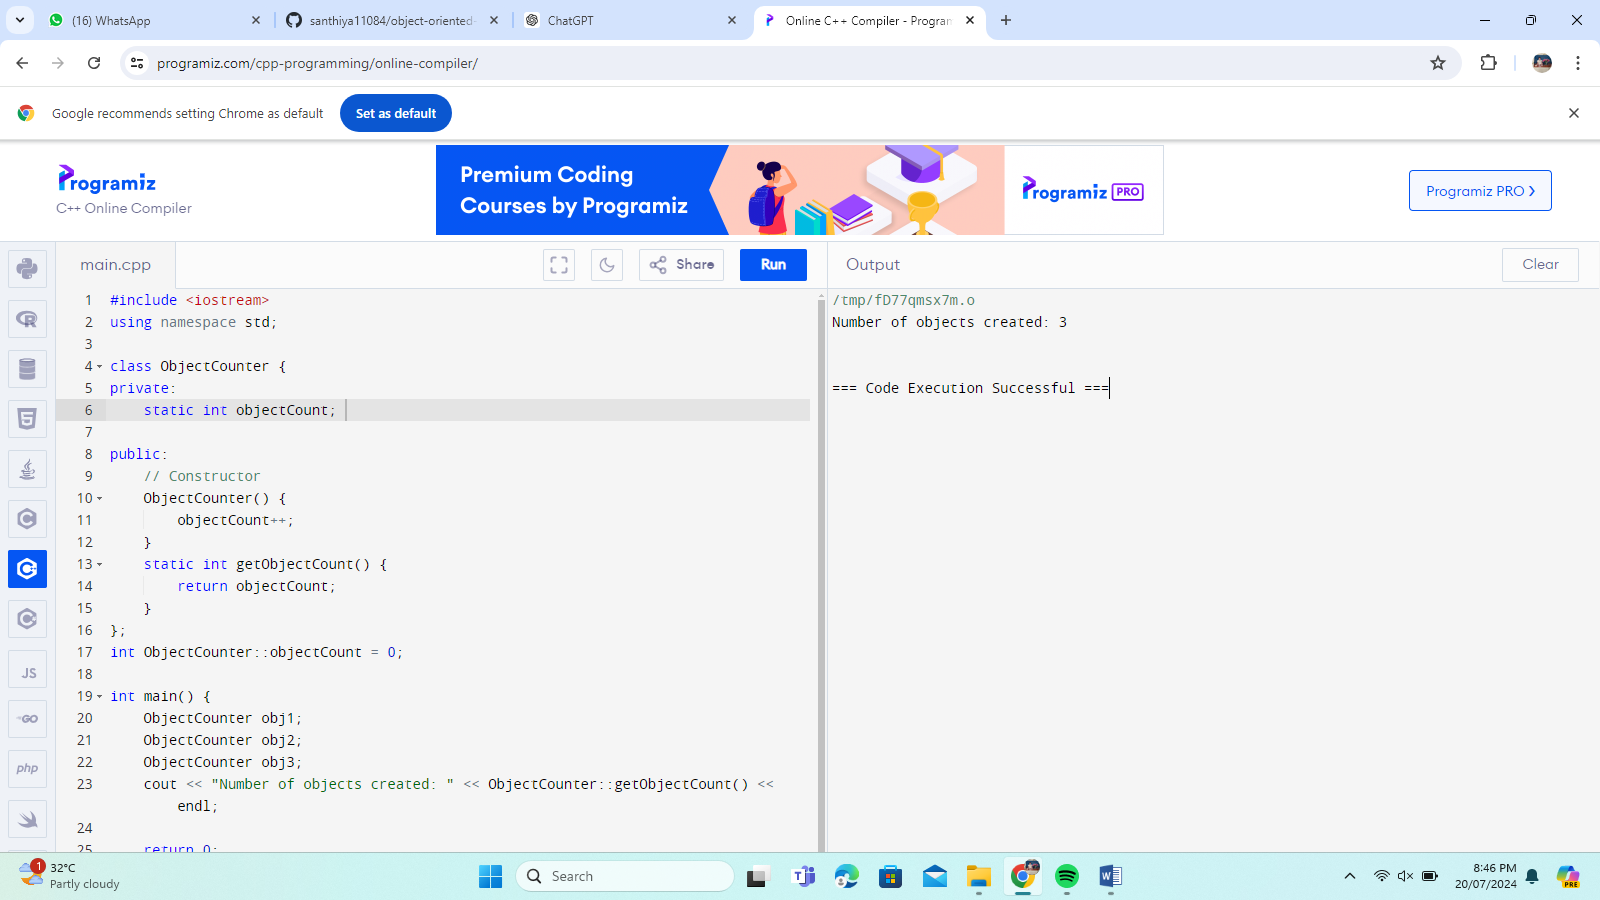 (16) WhatsApp
santhiya11084/object-oriented-
ChatGPT
Online C++ Compiler - Program
programiz.com/cpp-programming/online-compiler/
Google recommends setting Chrome as default
Set as default
Programiz
C++ Online Compiler
Premium Coding
Courses by Programiz
Programiz PRO
Programiz PRO
main.cpp
Share
Run
Output
Clear
1 #include <iostream>
2 using namespace std;
3
4 class ObjectCounter {
5 private:
6 static int objectCount;
7
8 public:
9 // Constructor
10 ObjectCounter() {
11 objectCount++;
12 }
13 static int getObjectCount() {
14 return objectCount;
15 }
16 };
17 int ObjectCounter::objectCount = 0;
18
19 int main() {
20 ObjectCounter obj1;
21 ObjectCounter obj2;
22 ObjectCounter obj3;
23 cout << "Number of objects created: " << ObjectCounter::getObjectCount() <<
endl;
24
25 return 0;
/tmp/fD77qmsx7m.o
Number of objects created: 3
=== Code Execution Successful ===
JS
GO
php
1
32°C
Partly cloudy
Search
8:46 PM
20/07/2024
PRE